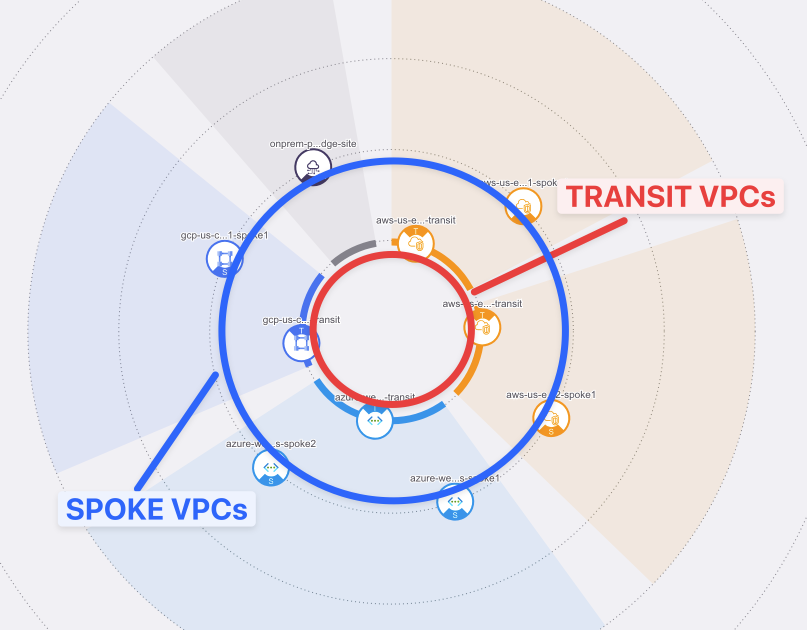 onprem-p...dge-site
aws-us-e...1-spok
TRANSIT VPCs
aws-us-e...-transit
T
gcp-us-c...1-spoke1
S
aws-us-e...-transit
T
gcp-us-c...transit
T
azure-we...-transit
aws-us-e...2-spoke1
S
azure-w...s-spoke2
S
azure-we...s-spoke1
S
SPOKE VPCs